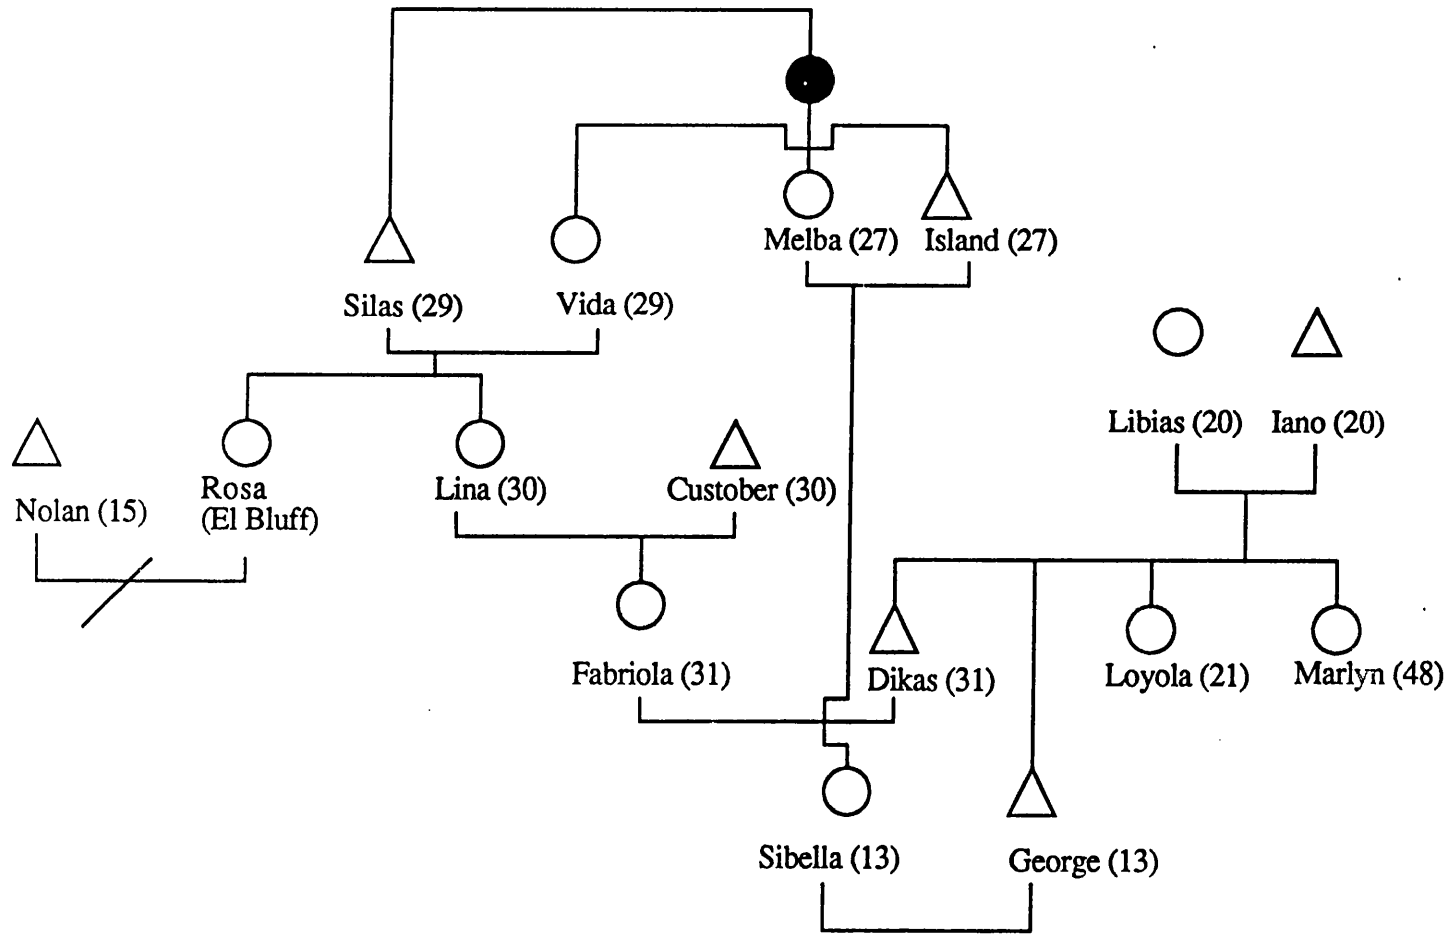 Melba (27)
Island (27)
Silas (29)
Vida (29)
Libias (20)
Iano (20)
Nolan (15)
Rosa
(El Bluff)
Lina (30)
Custober (30)
Fabriola (31)
Dikas (31)
Loyola (21)
Marlyn (48)
Sibella (13)
George (13)